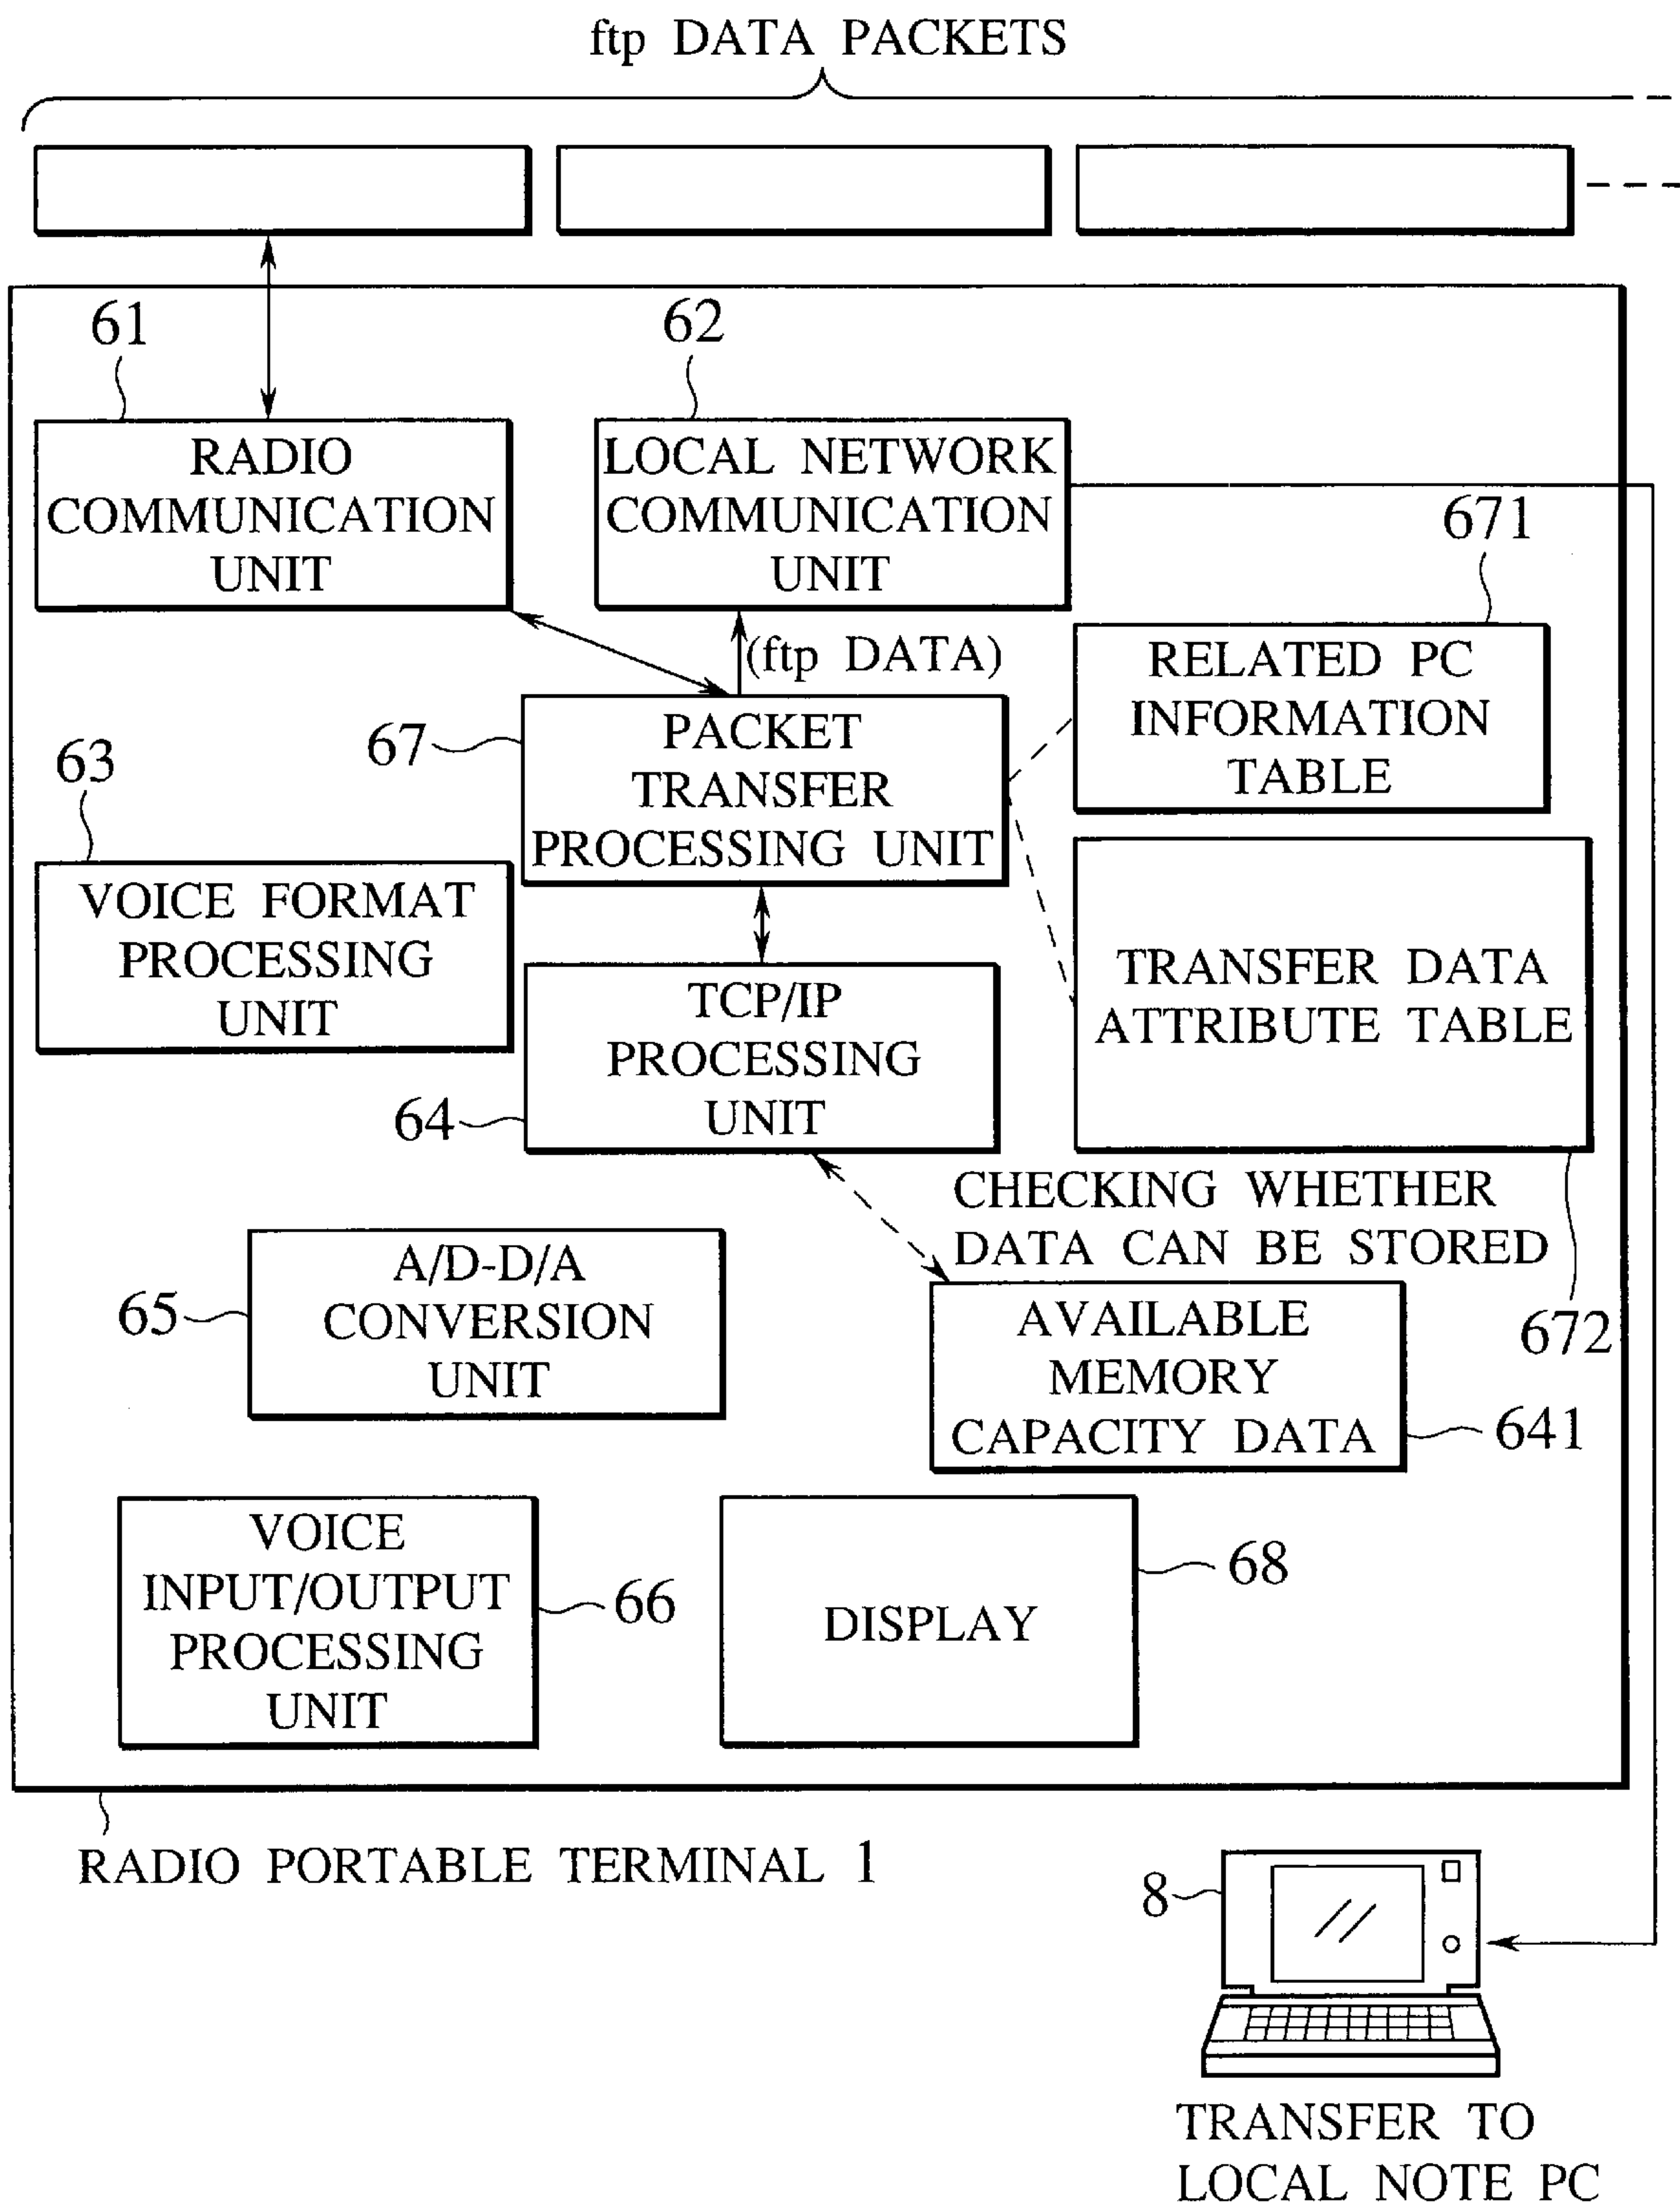 ftp DATA PACKETS
61
62
RADIO
COMMUNICATION
UNIT
LOCAL NETWORK
COMMUNICATION
UNIT
671
(ftp DATA)
RELATED PC
INFORMATION
TABLE
67
PACKET
TRANSFER
PROCESSING UNIT
63
VOICE FORMAT
PROCESSING
UNIT
TRANSFER DATA
ATTRIBUTE TABLE
TCP/IP
PROCESSING
UNIT
64
CHECKING WHETHER
DATA CAN BE STORED
672
A/D-D/A
CONVERSION
UNIT
65
AVAILABLE
MEMORY
CAPACITY DATA
641
VOICE
INPUT/OUTPUT
PROCESSING
UNIT
66
DISPLAY
68
RADIO PORTABLE TERMINAL 1
8
TRANSFER TO
LOCAL NOTE PC